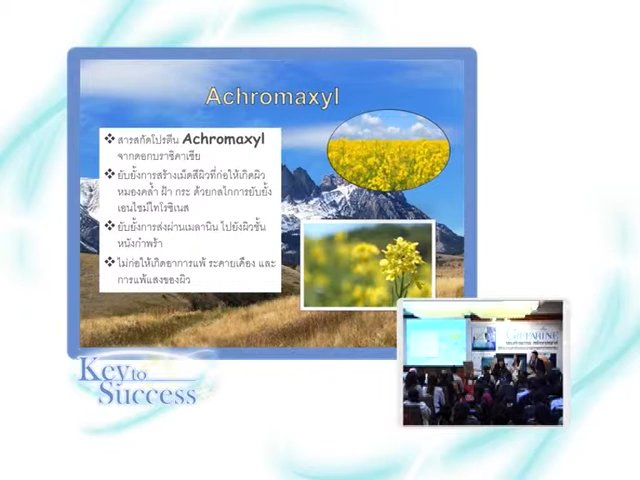 Achromaxyl
❖ สารสกัดโปรตีน Achromaxyl
จากดอกบราซิคาเซีย
❖ ยับยั้งการสร้างเม็ดสีผิวที่ก่อให้เกิดผิว
หมองคล้ำ ฝ้า กระ ด้วยกลไกการยับยั้ง
เอนไซม์ไทโรซิเนส
❖ ยับยั้งการส่งผ่านเมลานิน ไปยังผิวชั้น
หนังกำพร้า
❖ ไม่ก่อให้เกิดอาการแพ้ ระคายเคือง และ
การแพ้แสงของผิว
Key to
Success